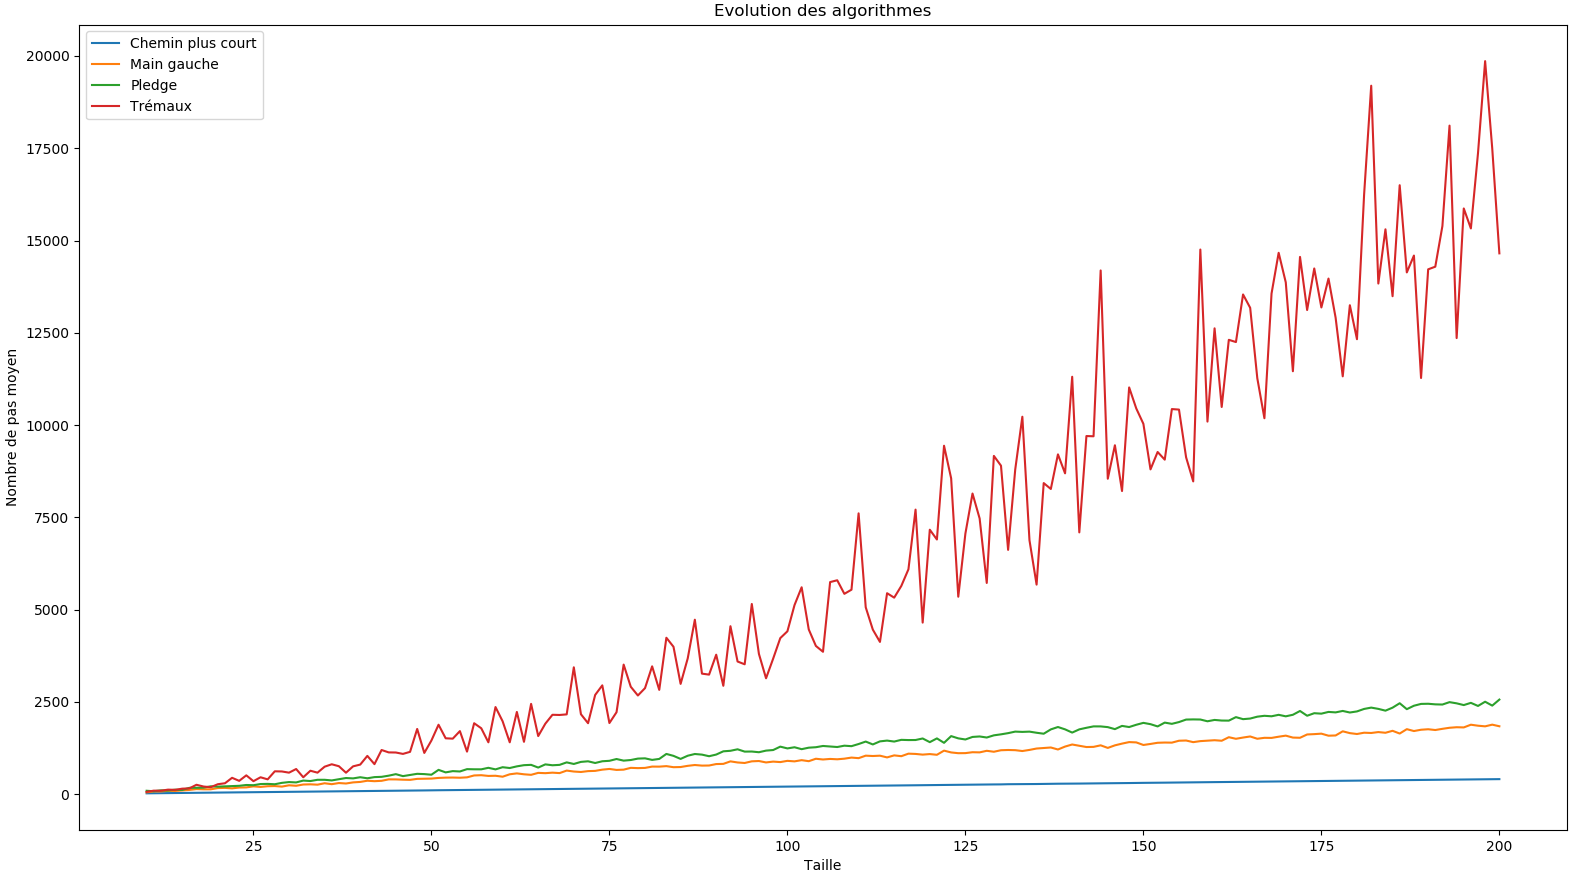 Evolution des algorithmes
Chemin plus court
Main gauche
Pledge
Trémaux
Nombre de pas moyen
20000
17500
15000
12500
10000
7500
5000
2500
0
25 50 75 100 125 150 175 200
Taille